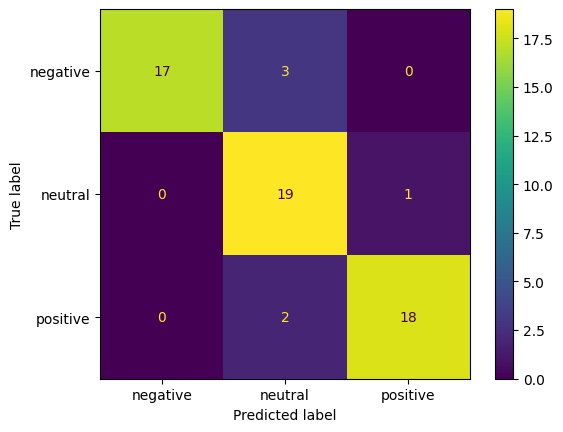 17.5
negative 17 3 0
15.0
12.5
True label
neutral 0 19 1
10.0
7.5
5.0
positive 0 2 18
2.5
0.0
negative neutral positive
Predicted label